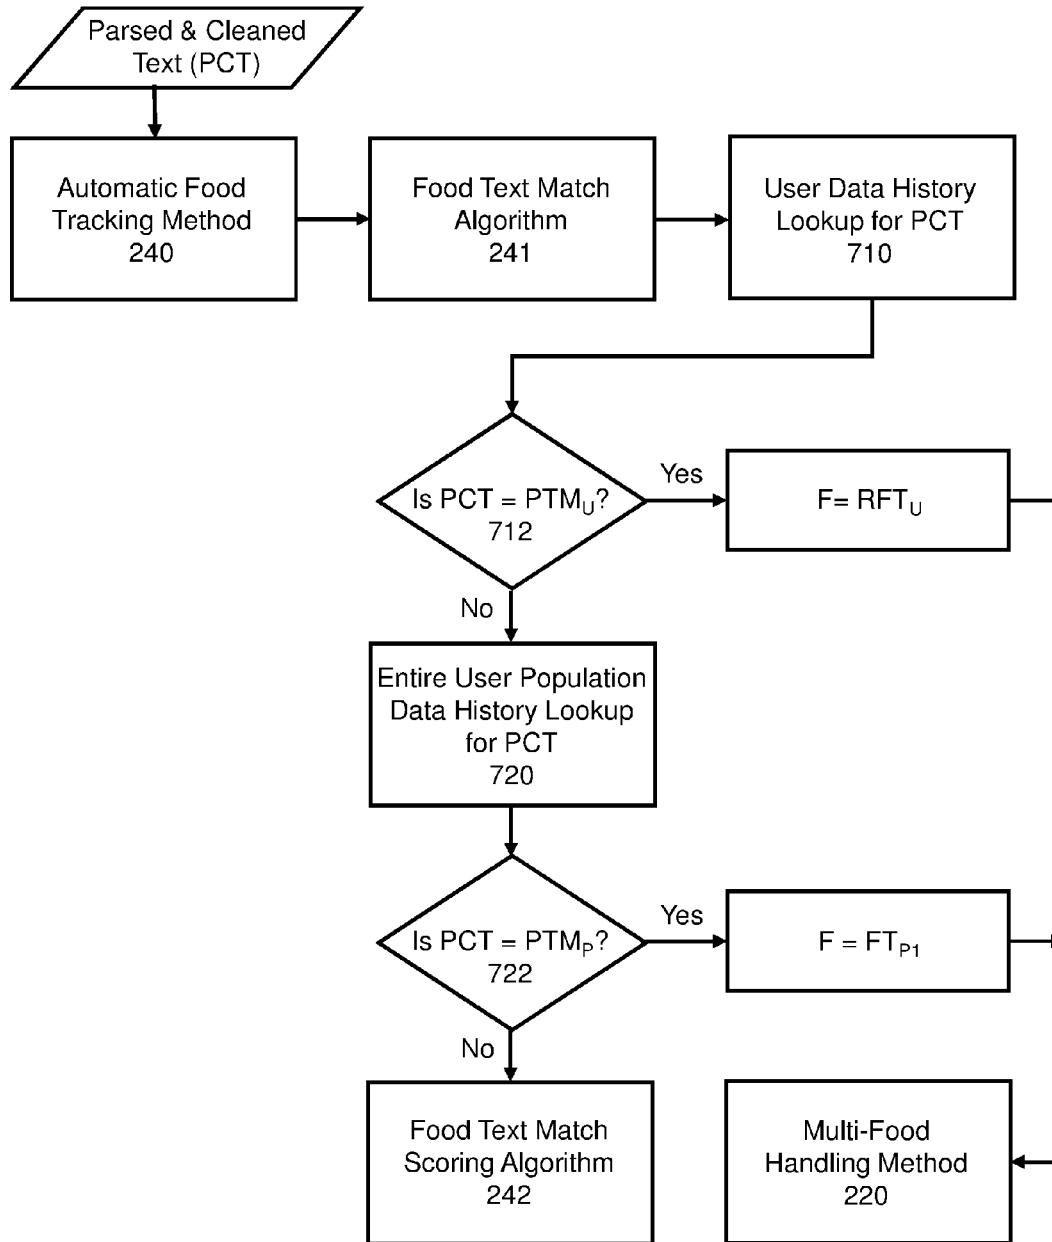 Parsed & Cleaned
Text (PCT)
Automatic Food
Tracking Method
240
Food Text Match
Algorithm
241
User Data History
Lookup for PCT
710
Is PCT = PTMU?
712
Yes
F= RFTU
No
Entire User Population
Data History Lookup
for PCT
720
Is PCT = PTMP?
722
Yes
F = FTP1
No
Food Text Match
Scoring Algorithm
242
Multi-Food
Handling Method
220